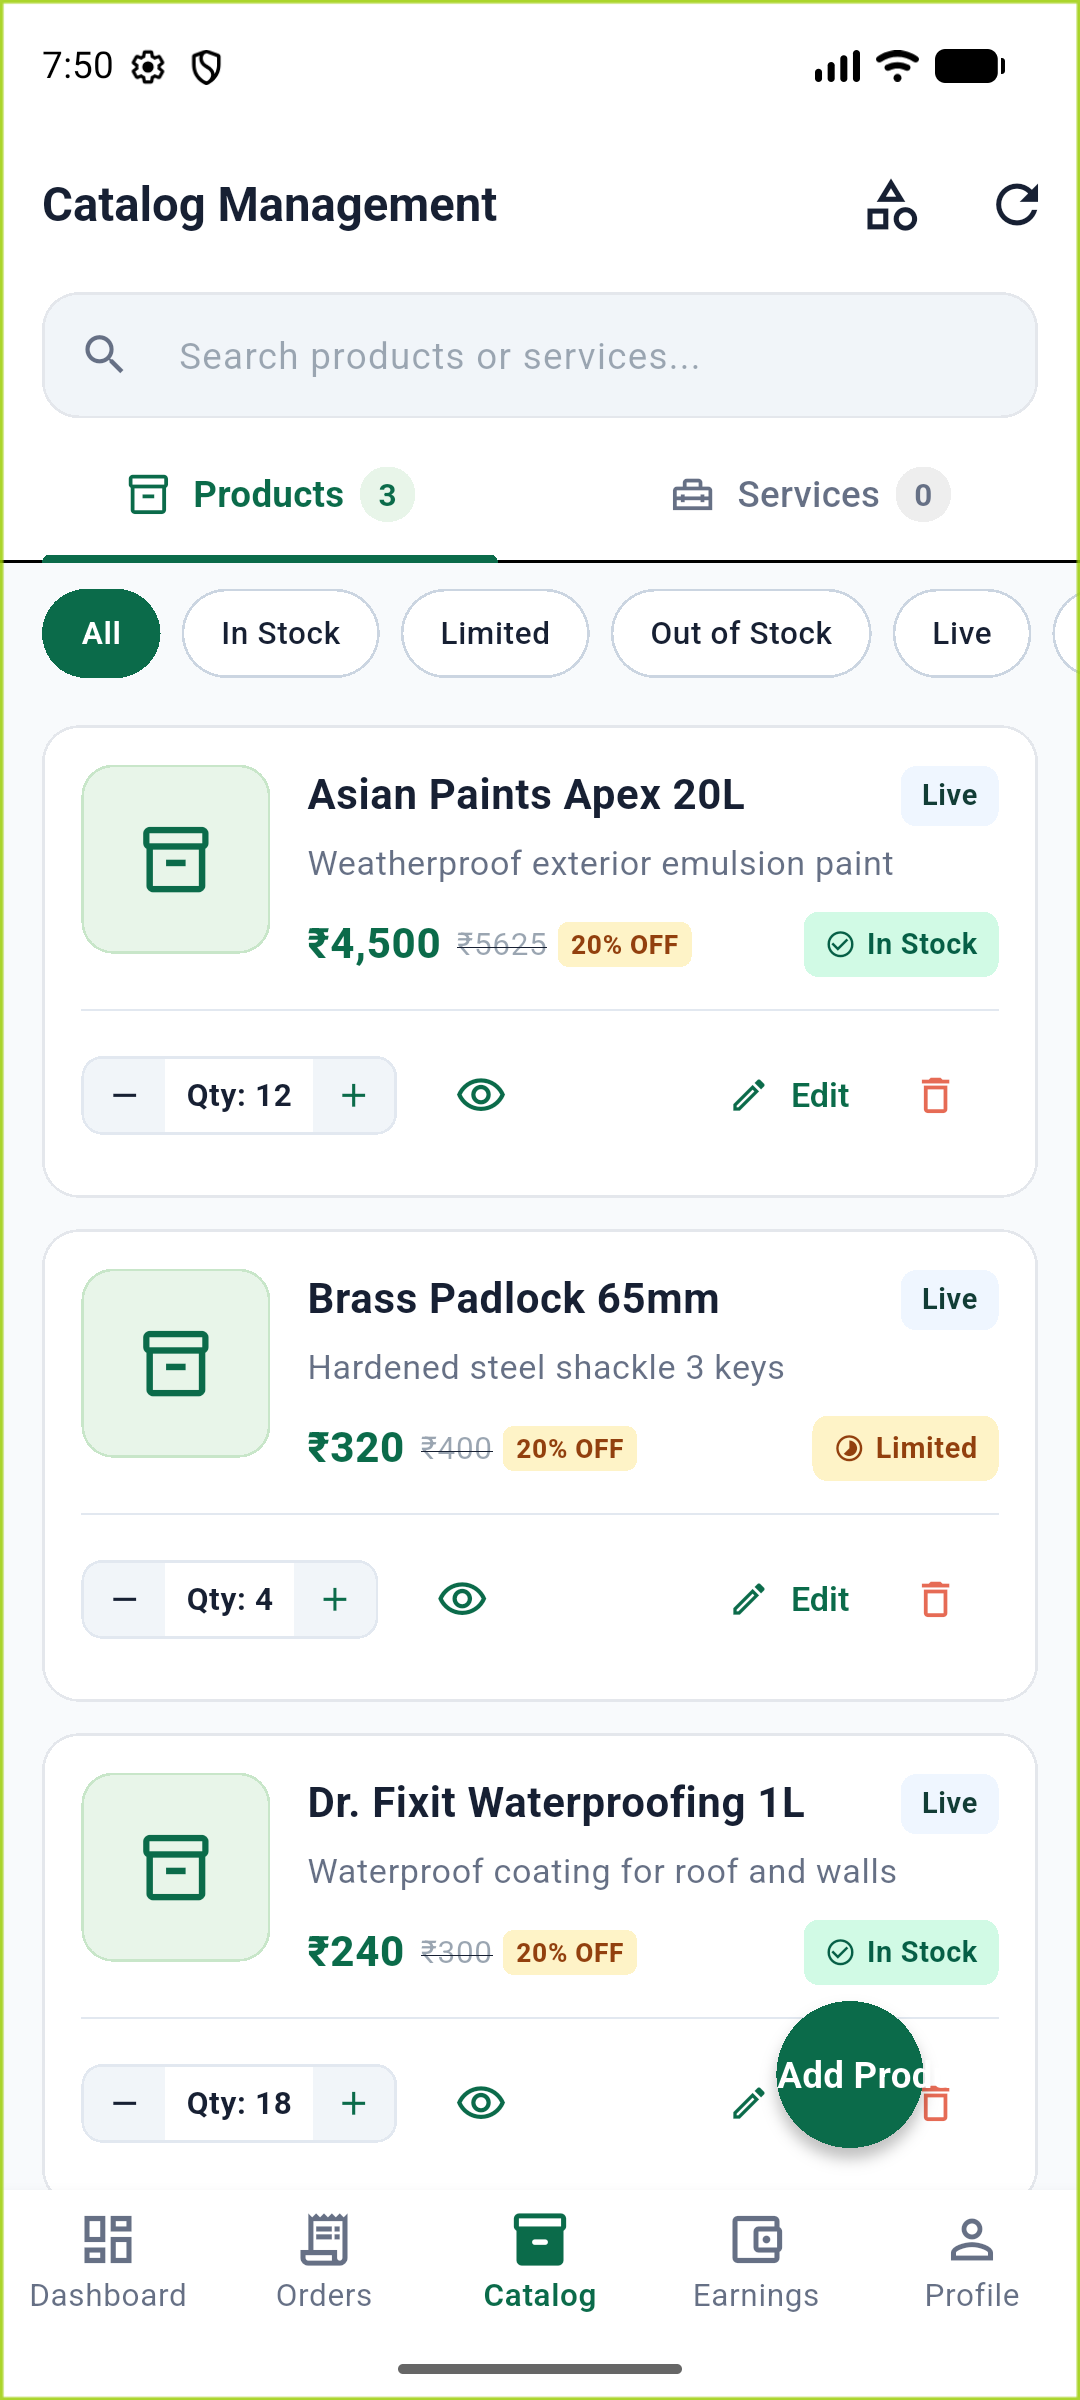 7:50
Catalog Management
Search products or services...
Products 3
Services 0
All
In Stock
Limited
Out of Stock
Live
Asian Paints Apex 20L
Live
Weatherproof exterior emulsion paint
₹4,500 ₹5625 20% OFF
In Stock
Qty: 12
Edit
Brass Padlock 65mm
Live
Hardened steel shackle 3 keys
₹320 ₹400 20% OFF
Limited
Qty: 4
Edit
Dr. Fixit Waterproofing 1L
Live
Waterproof coating for roof and walls
₹240 ₹300 20% OFF
In Stock
Qty: 18
Add Prod
Dashboard
Orders
Catalog
Earnings
Profile